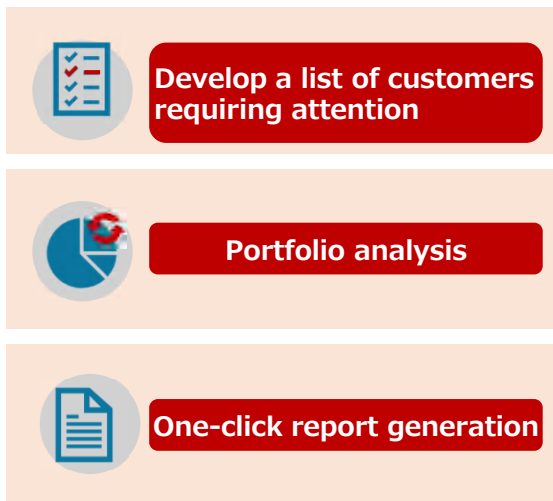 Develop a list of customers
requiring attention
Portfolio analysis
One-click report generation